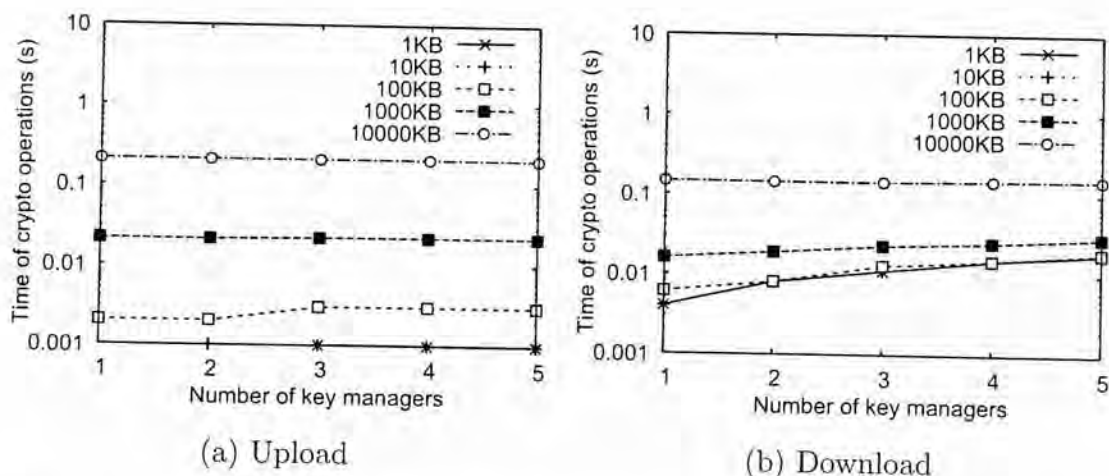 10
1
0.1
0.01
0.001
Time of crypto operations (s)
1KB
10KB
100KB
1000KB
10000KB
1 2 3 4 5
Number of key managers
(a) Upload
10
1
0.1
0.01
0.001
Time of crypto operations (s)
1KB
10KB
100KB
1000KB
10000KB
1 2 3 4 5
Number of key managers
(b) Download